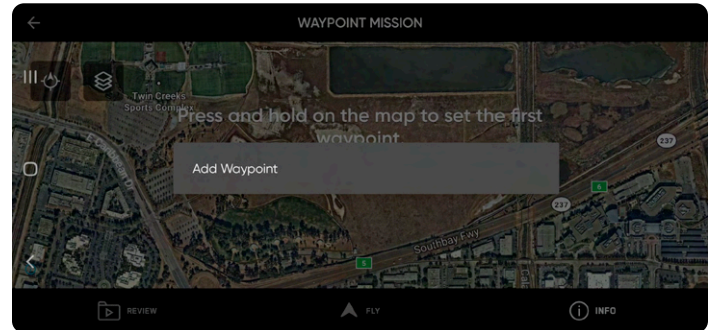 WAYPOINT MISSION
Twin Creeks
Sports Complex
Press and hold on the map to set the first
waypoint
237
Add Waypoint
6
237
Southbay Fwy
6
REVIEW
FLY
INFO